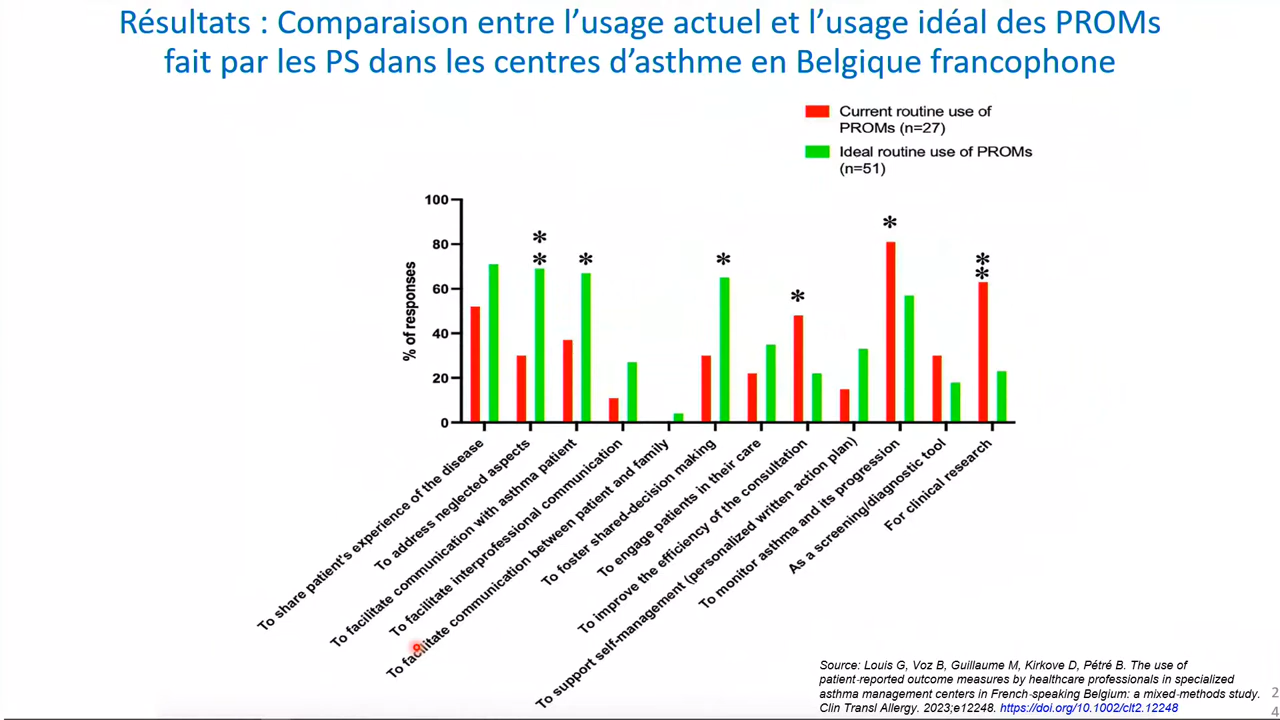 Résultats : Comparaison entre l’usage actuel et l’usage idéal des PROMs
fait par les PS dans les centres d’asthme en Belgique francophone
Current routine use of
PROMs (n=27)
Ideal routine use of PROMs
(n=51)
% of responses
100
80
60
40
20
0
*
*
*
*
*
*
*
*
To share patient's experience of the disease
To address neglected aspects
To facilitate communication with asthma patient
To facilitate interprofessional communication
To facilitate communication between patient and family
To foster shared-decision making
To engage patients in their care
To improve the efficiency of the consultation
To support self-management (personalized written action plan)
To monitor asthma and its progression
As a screening/diagnostic tool
For clinical research
Source: Louis G, Voz B, Guillaume M, Kirkove D, Pétré B. The use of
patient-reported outcome measures by healthcare professionals in specialized
asthma management centers in French-speaking Belgium: a mixed-methods study.
Clin Transl Allergy. 2023;e12248. https://doi.org/10.1002/clt2.12248
2
4